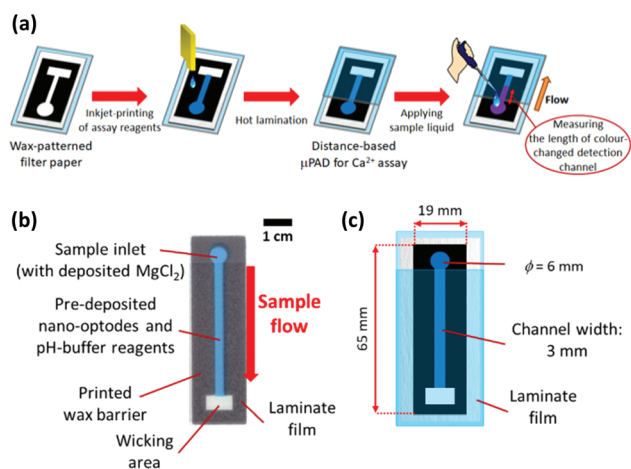 (a)
Wax-patterned
filter paper
Inkjet-printing
of assay reagents
Hot lamination
Distance-based
μPAD for Ca²⁺ assay
Applying
sample liquid
Flow
Measuring
the length of colour-
changed detection
channel
(b)
1 cm
Sample inlet
(with deposited MgCl₂)
Pre-deposited
nano-optodes and
pH-buffer reagents
Sample
flow
Printed
wax barrier
Wicking
area
Laminate
film
(c)
19 mm
ϕ = 6 mm
65 mm
Channel width:
3 mm
Laminate
film